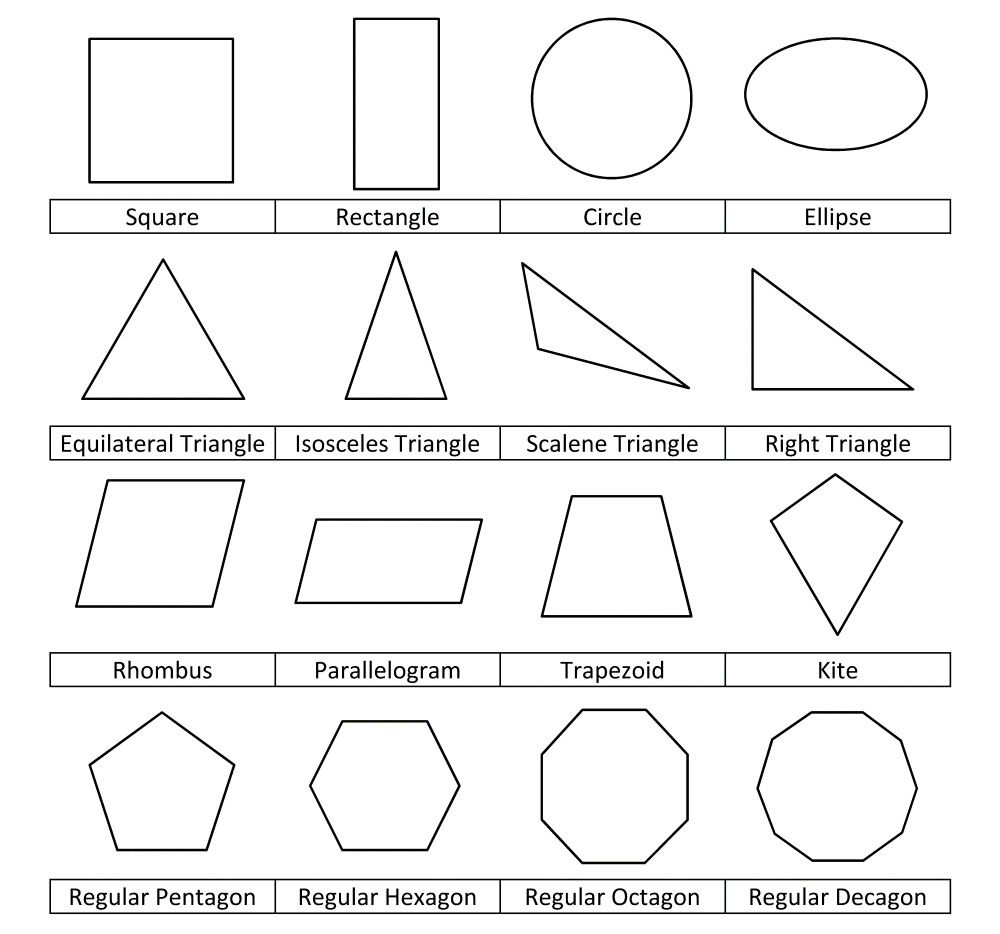 Square
Rectangle
Circle
Ellipse
Equilateral Triangle
Isosceles Triangle
Scalene Triangle
Right Triangle
Rhombus
Parallelogram
Trapezoid
Kite
Regular Pentagon
Regular Hexagon
Regular Octagon
Regular Decagon